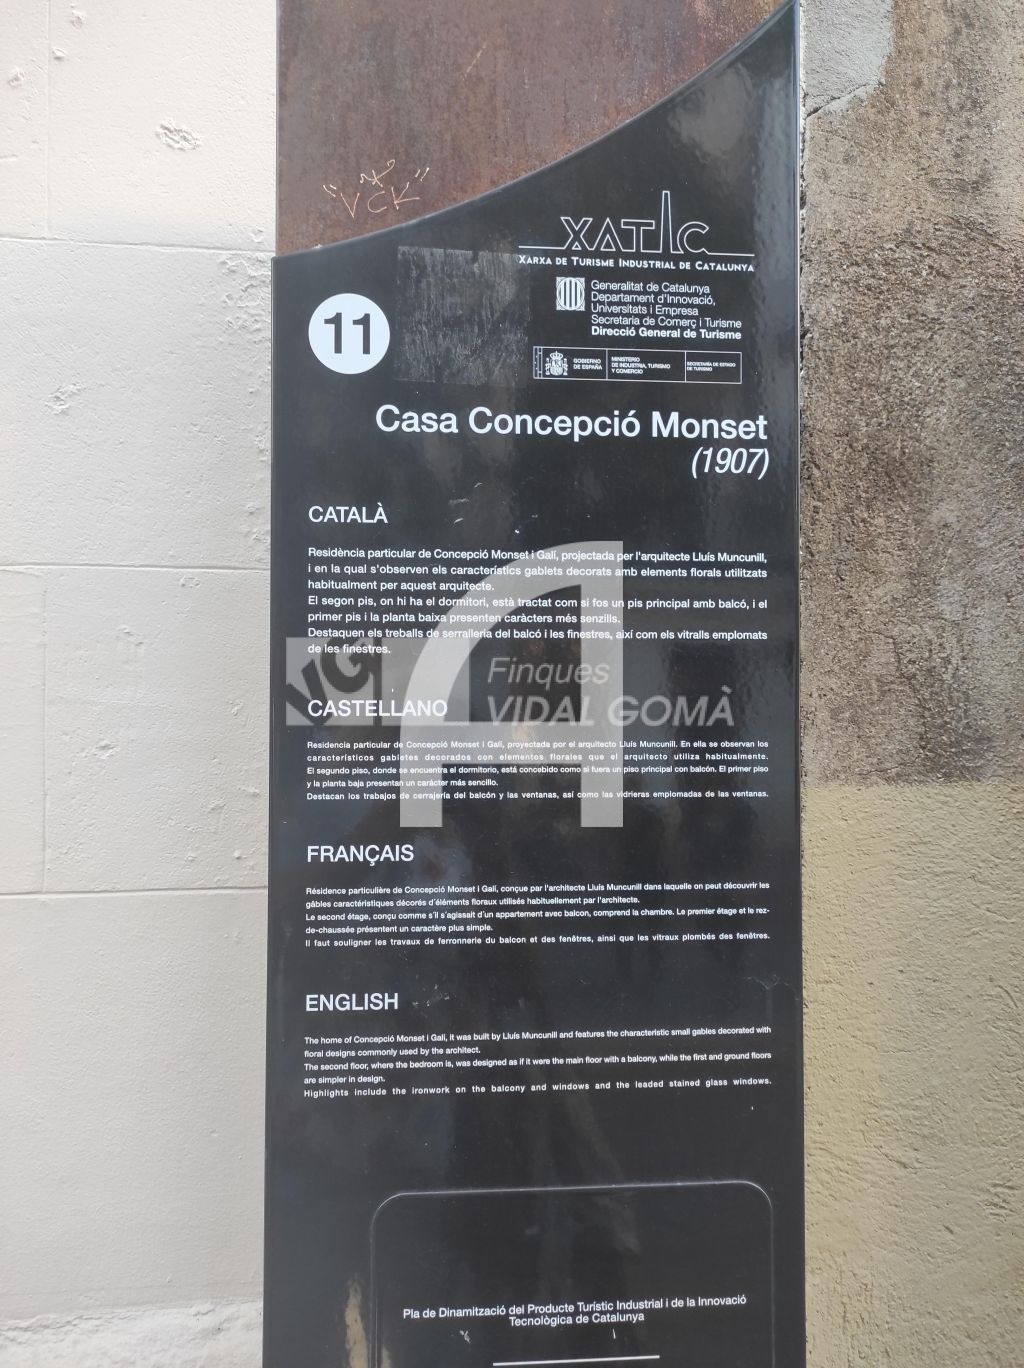 "VCK"
XATIC
XARXA DE TURISME INDUSTRIAL DE CATALUNYA
Generalitat de Catalunya
Departament d'Innovació,
Universitats i Empresa
Secretaria de Comerç i Turisme
Direcció General de Turisme
11
GOBIERNO
DE ESPAÑA
MINISTERIO
DE INDUSTRIA, TURISMO
Y COMERCIO
SECRETARÍA DE ESTADO
DE TURISMO
Casa Concepció Monset
(1907)
CATALÀ
Residència particular de Concepció Monset i Galí, projectada per l'arquitecte Lluís Muncunill,
i en la qual s'observen els característics gablets decorats amb elements florals utilitzats
habitualment per aquest arquitecte.
El segon pis, on hi ha el dormitori, està tractat com si fos un pis principal amb balcó, i el
primer pis i la planta baixa presenten caràcters més senzills.
Destaquen els treballs de serralleria del balcó i les finestres, així com els vitralls emplomats
de les finestres.
VG
Finques
VIDAL GOMÀ
CASTELLANO
Residencia particular de Concepció Monset i Galí, proyectada por el arquitecto Lluís Muncunill. En ella se observan los
característicos gabletes decorados con elementos florales que el arquitecto utiliza habitualmente.
El segundo piso, donde se encuentra el dormitorio, está concebido como si fuera un piso principal con balcón. El primer piso
y la planta baja presentan un carácter más sencillo.
Destacan los trabajos de cerrajería del balcón y las ventanas, así como las vidrieras emplomadas de las ventanas.
FRANÇAIS
Résidence particulière de Concepció Monset i Galí, conçue par l'architecte Lluís Muncunill dans laquelle on peut découvrir les
gâbles caractéristiques décorés d´éléments floraux utilisés habituellement par l'architecte.
Le second étage, conçu comme s´il s´agissait d´un appartement avec balcon, comprend la chambre. Le premier étage et le rez-
de-chaussée présentent un caractère plus simple.
Il faut souligner les travaux de ferronnerie du balcon et des fenêtres, ainsi que les vitraux plombés des fenêtres.
ENGLISH
The home of Concepció Monset i Galí, it was built by Lluís Muncunill and features the characteristic small gables decorated with
floral designs commonly used by the architect.
The second floor, where the bedroom is, was designed as if it were the main floor with a balcony, while the first and ground floors
are simpler in design.
Highlights include the ironwork on the balcony and windows and the leaded stained glass windows.
Pla de Dinamització del Producte Turístic Industrial i de la Innovació
Tecnològica de Catalunya